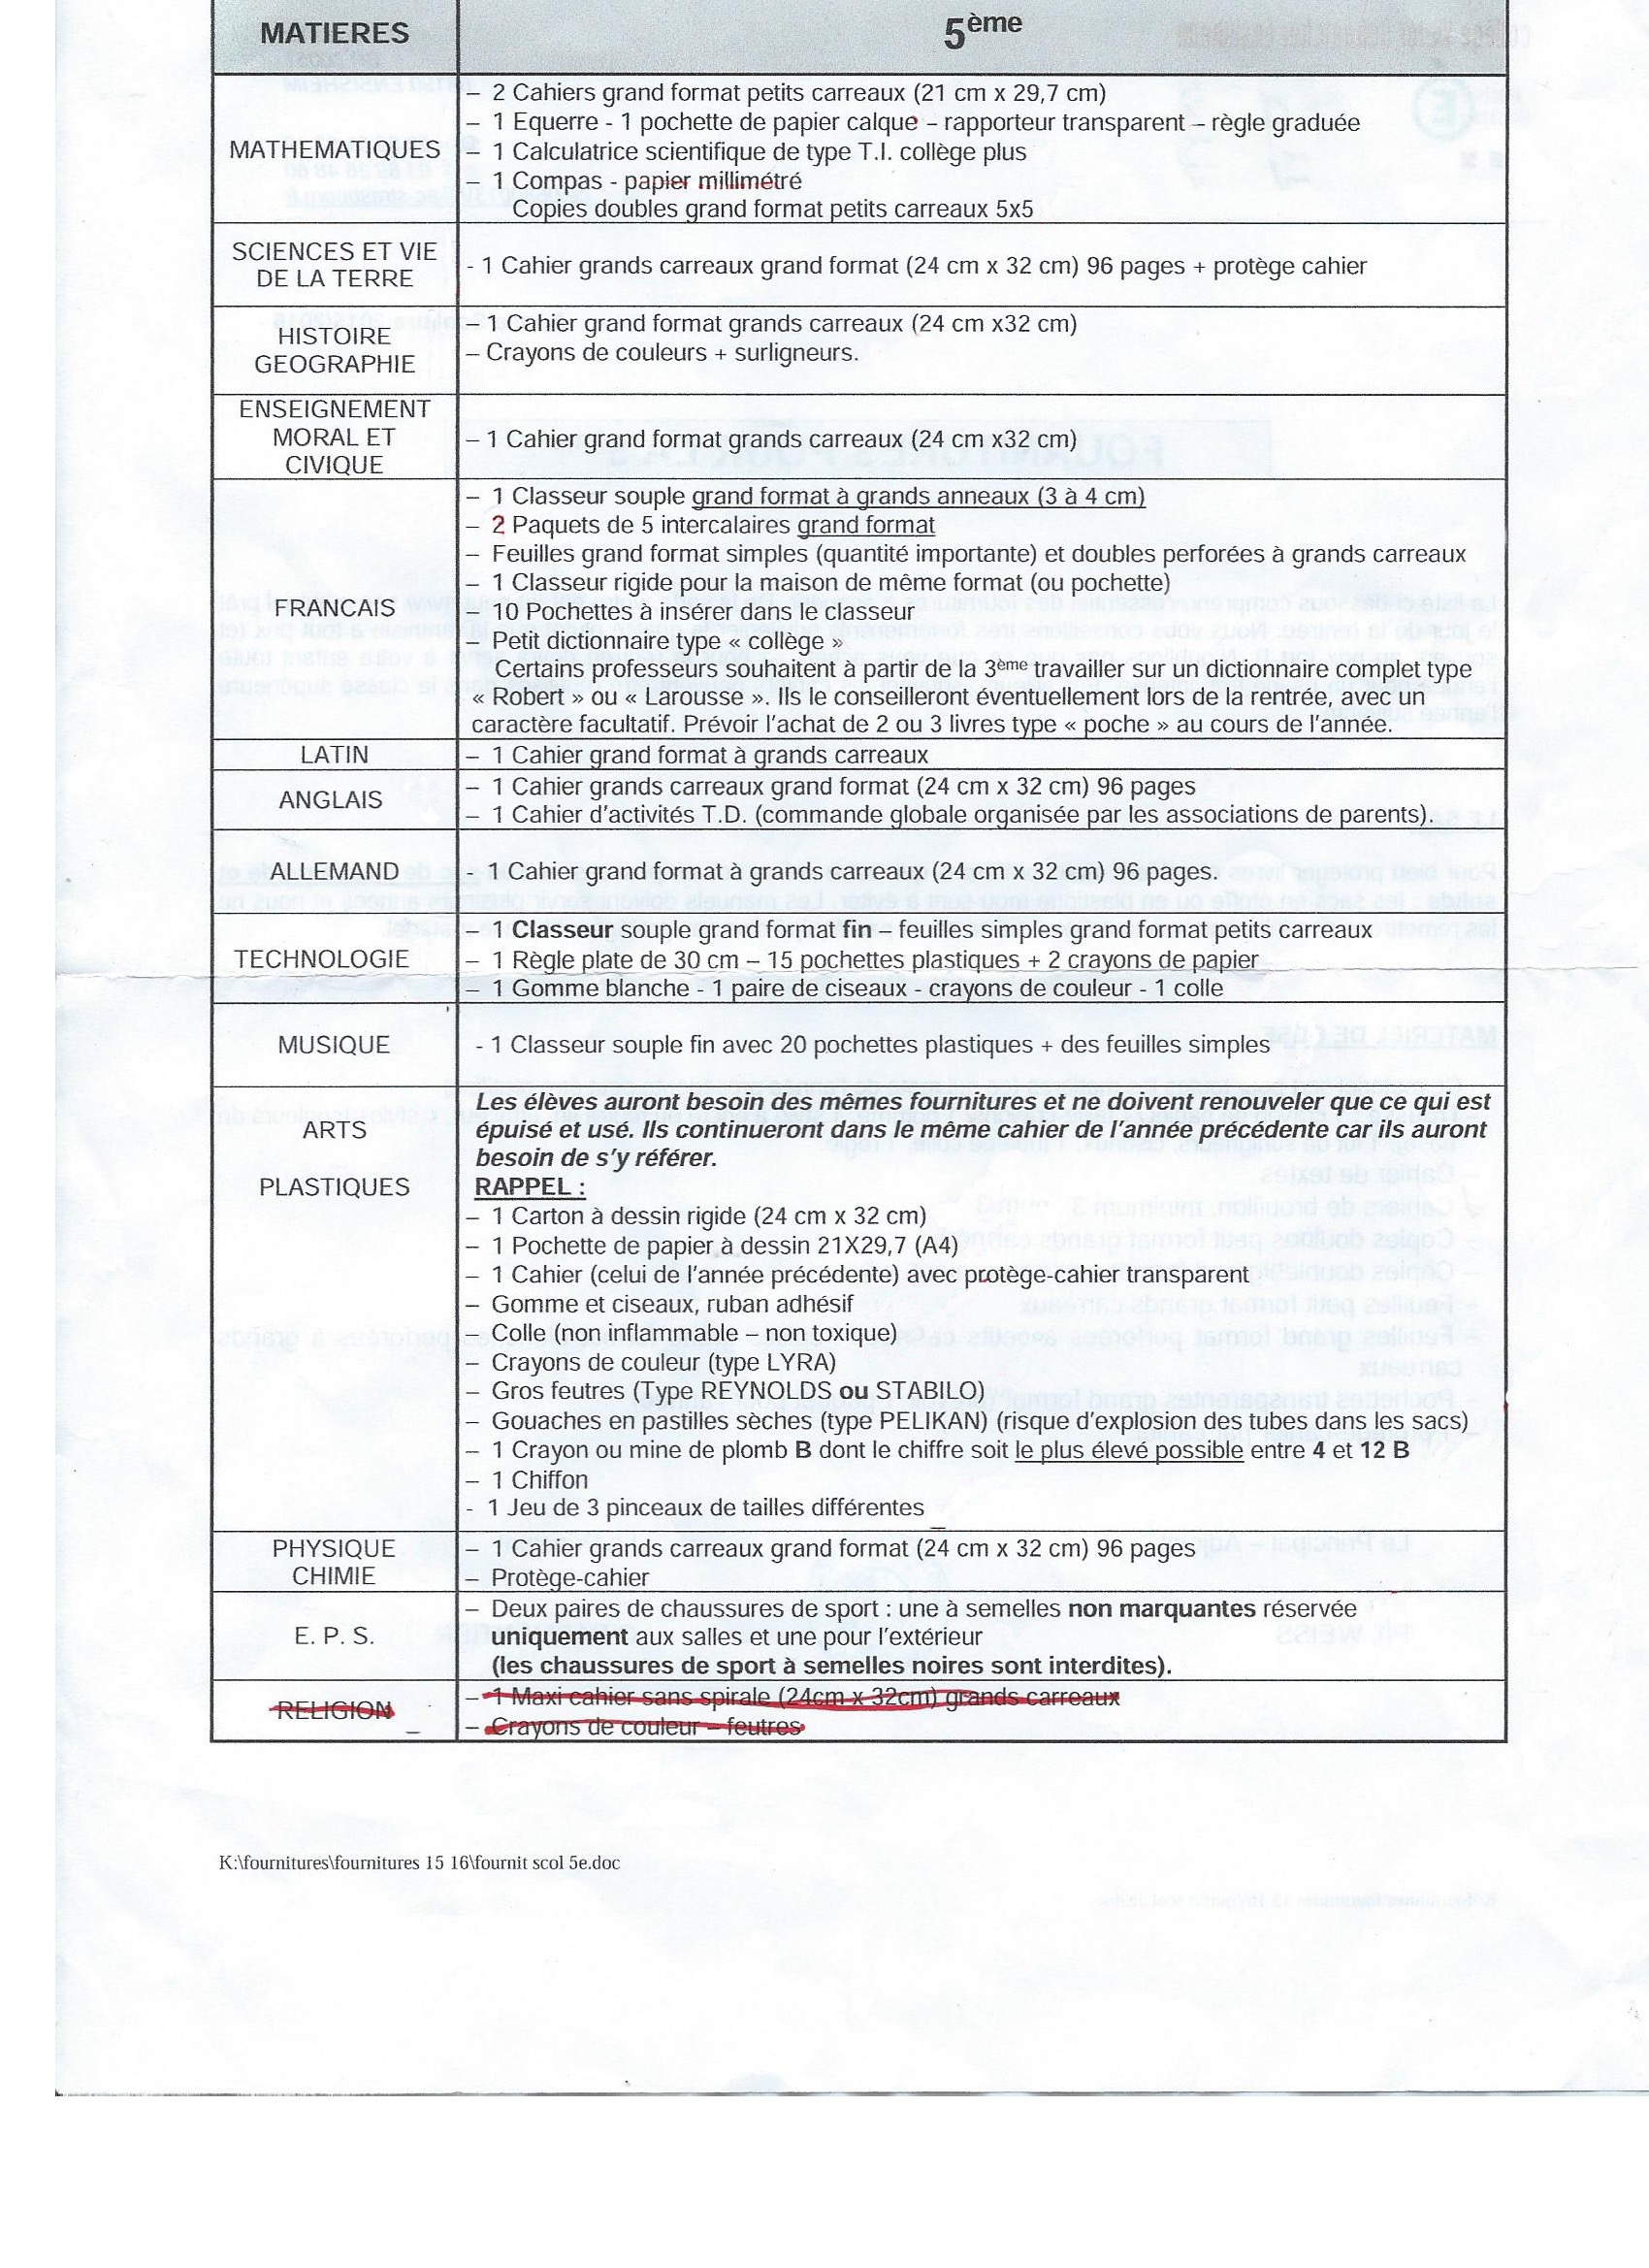 MATIERES
5ème
MATHEMATIQUES
– 2 Cahiers grand format petits carreaux (21 cm x 29,7 cm)
– 1 Equerre - 1 pochette de papier calque – rapporteur transparent – règle graduée
– 1 Calculatrice scientifique de type T.I. collège plus
– 1 Compas - papier millimétré
Copies doubles grand format petits carreaux 5x5
SCIENCES ET VIE
DE LA TERRE
- 1 Cahier grands carreaux grand format (24 cm x 32 cm) 96 pages + protège cahier
HISTOIRE
GEOGRAPHIE
– 1 Cahier grand format grands carreaux (24 cm x32 cm)
– Crayons de couleurs + surligneurs.
ENSEIGNEMENT
MORAL ET
CIVIQUE
– 1 Cahier grand format grands carreaux (24 cm x32 cm)
FRANCAIS
– 1 Classeur souple grand format à grands anneaux (3 à 4 cm)
– 2 Paquets de 5 intercalaires grand format
– Feuilles grand format simples (quantité importante) et doubles perforées à grands carreaux
– 1 Classeur rigide pour la maison de même format (ou pochette)
– 10 Pochettes à insérer dans le classeur
– Petit dictionnaire type « collège »
Certains professeurs souhaitent à partir de la 3ème travailler sur un dictionnaire complet type
« Robert » ou « Larousse ». Ils le conseilleront éventuellement lors de la rentrée, avec un
caractère facultatif. Prévoir l'achat de 2 ou 3 livres type « poche » au cours de l'année.
LATIN
– 1 Cahier grand format à grands carreaux
ANGLAIS
– 1 Cahier grands carreaux grand format (24 cm x 32 cm) 96 pages
– 1 Cahier d'activités T.D. (commande globale organisée par les associations de parents).
ALLEMAND
- 1 Cahier grand format à grands carreaux (24 cm x 32 cm) 96 pages.
TECHNOLOGIE
– 1 Classeur souple grand format fin – feuilles simples grand format petits carreaux
– 1 Règle plate de 30 cm – 15 pochettes plastiques + 2 crayons de papier
– 1 Gomme blanche - 1 paire de ciseaux - crayons de couleur - 1 colle
MUSIQUE
- 1 Classeur souple fin avec 20 pochettes plastiques + des feuilles simples
ARTS
PLASTIQUES
Les élèves auront besoin des mêmes fournitures et ne doivent renouveler que ce qui est
épuisé et usé. Ils continueront dans le même cahier de l'année précédente car ils auront
besoin de s'y référer.
RAPPEL :
– 1 Carton à dessin rigide (24 cm x 32 cm)
– 1 Pochette de papier à dessin 21X29,7 (A4)
– 1 Cahier (celui de l'année précédente) avec protège-cahier transparent
– Gomme et ciseaux, ruban adhésif
– Colle (non inflammable – non toxique)
– Crayons de couleur (type LYRA)
– Gros feutres (Type REYNOLDS ou STABILO)
– Gouaches en pastilles sèches (type PELIKAN) (risque d'explosion des tubes dans les sacs)
– 1 Crayon ou mine de plomb B dont le chiffre soit le plus élevé possible entre 4 et 12 B
– 1 Chiffon
- 1 Jeu de 3 pinceaux de tailles différentes
PHYSIQUE
CHIMIE
– 1 Cahier grands carreaux grand format (24 cm x 32 cm) 96 pages
– Protège-cahier
E. P. S.
– Deux paires de chaussures de sport : une à semelles non marquantes réservée
uniquement aux salles et une pour l'extérieur
(les chaussures de sport à semelles noires sont interdites).
RELIGION
– 1 Maxi cahier sans spirale (24cm x 32cm) grands carreaux
– Crayons de couleur – feutres
K:\fournitures\fournitures 15 16\fournit scol 5e.doc